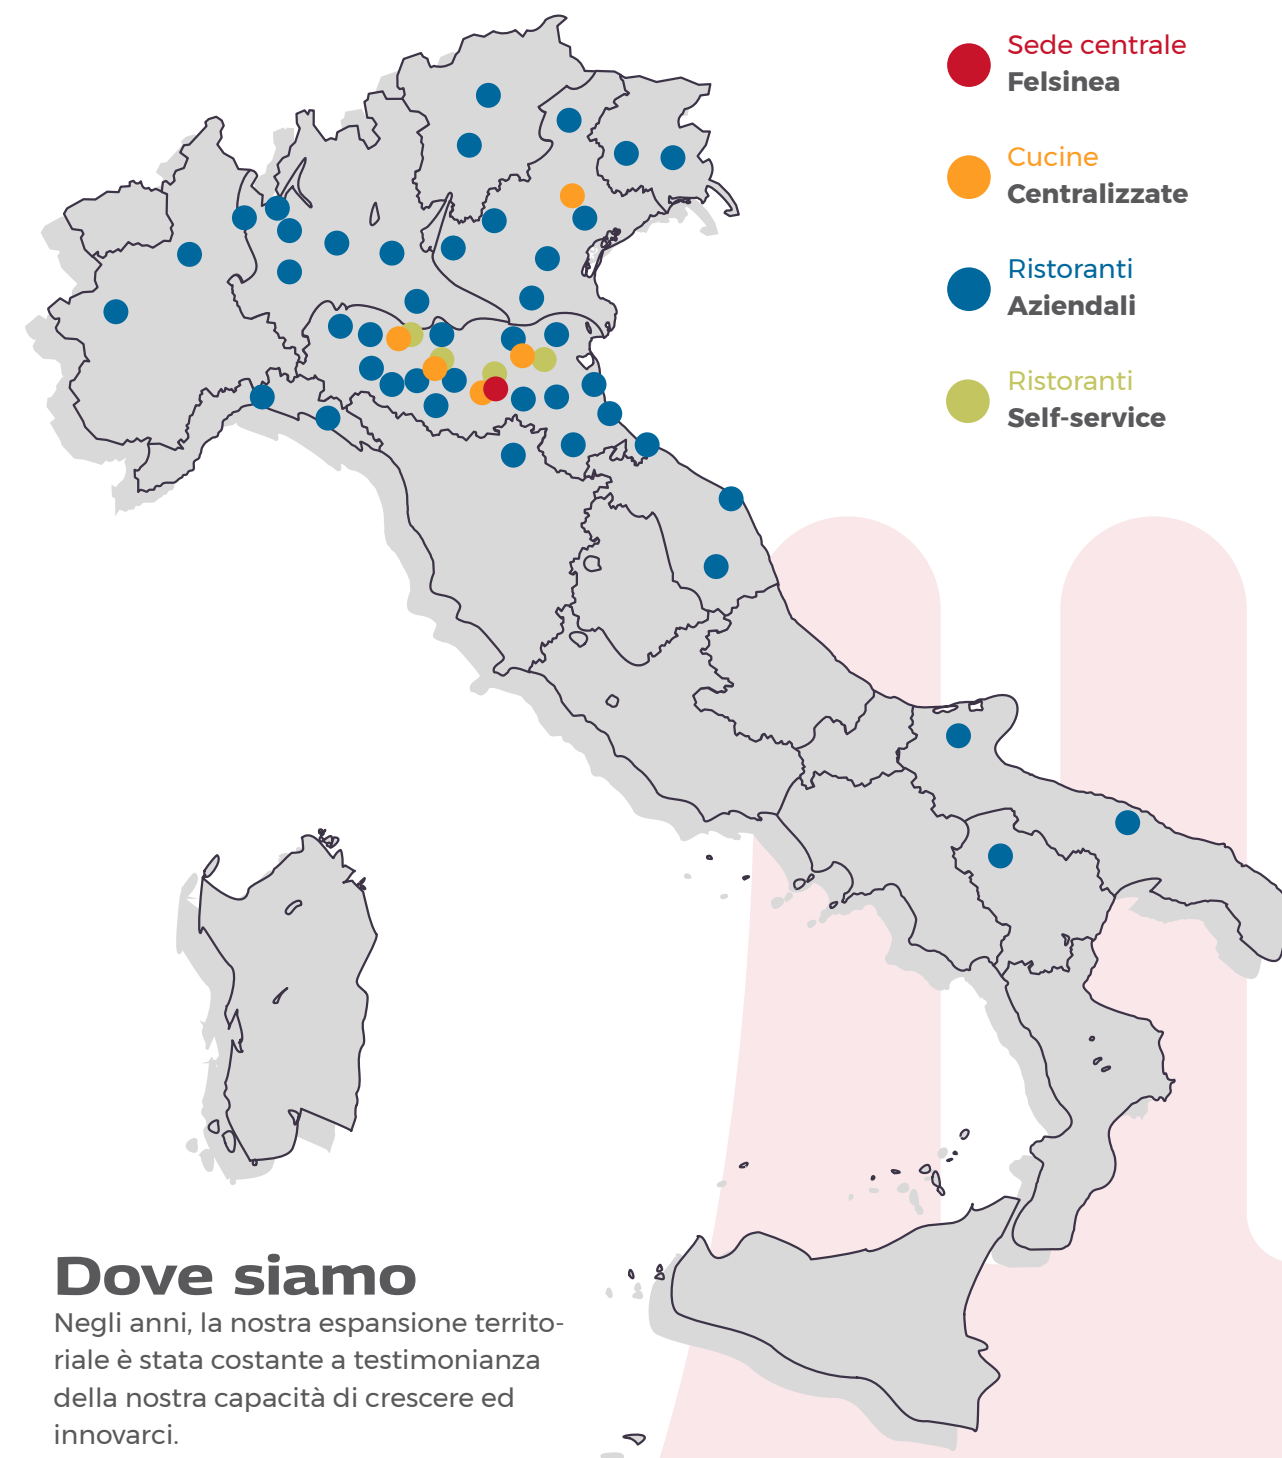 Sede centrale
Felsinea
Cucine
Centralizzate
Ristoranti
Aziendali
Ristoranti
Self-service
Dove siamo
Negli anni, la nostra espansione territo-
riale è stata costante a testimonianza
della nostra capacità di crescere ed
innovarci.